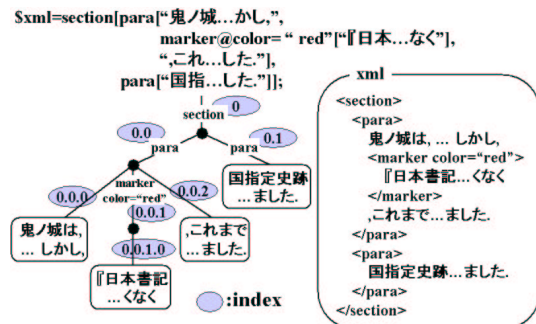 $xml=section[para["鬼ノ城…かし,",
marker@color= " red"["『日本…なく"],
",これ…した."],
para["国指…した."]];
0
section
0.0
0.1
para
para
0.0.0
marker
color="red"
0.0.1
0.0.2
国指定史跡
…ました.
鬼ノ城は,
… しかし,
,これまで
…ました.
0.0.1.0
『日本書記
…くなく
:index
xml
<section>
<para>
鬼ノ城は, … しかし,
<marker color="red">
『日本書記…くなく
</marker>
,これまで…ました.
</para>
<para>
国指定史跡…ました.
</para>
</section>